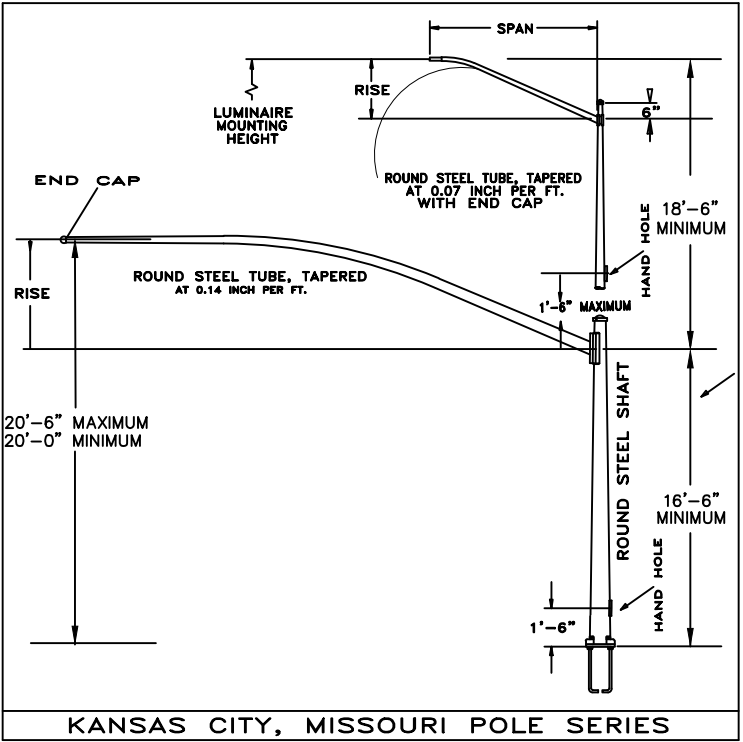 SPAN
RISE
6"
LUMINAIRE
MOUNTING
HEIGHT
ROUND STEEL TUBE, TAPERED
AT 0.07 INCH PER FT.
WITH END CAP
END CAP
18'-6"
MINIMUM
HAND HOLE
ROUND STEEL TUBE, TAPERED
AT 0.14 INCH PER FT.
RISE
1'-6" MAXIMUM
20'-6" MAXIMUM
20'-0" MINIMUM
ROUND STEEL SHAFT
16'-6"
MINIMUM
HAND HOLE
1'-6"
KANSAS CITY, MISSOURI POLE SERIES